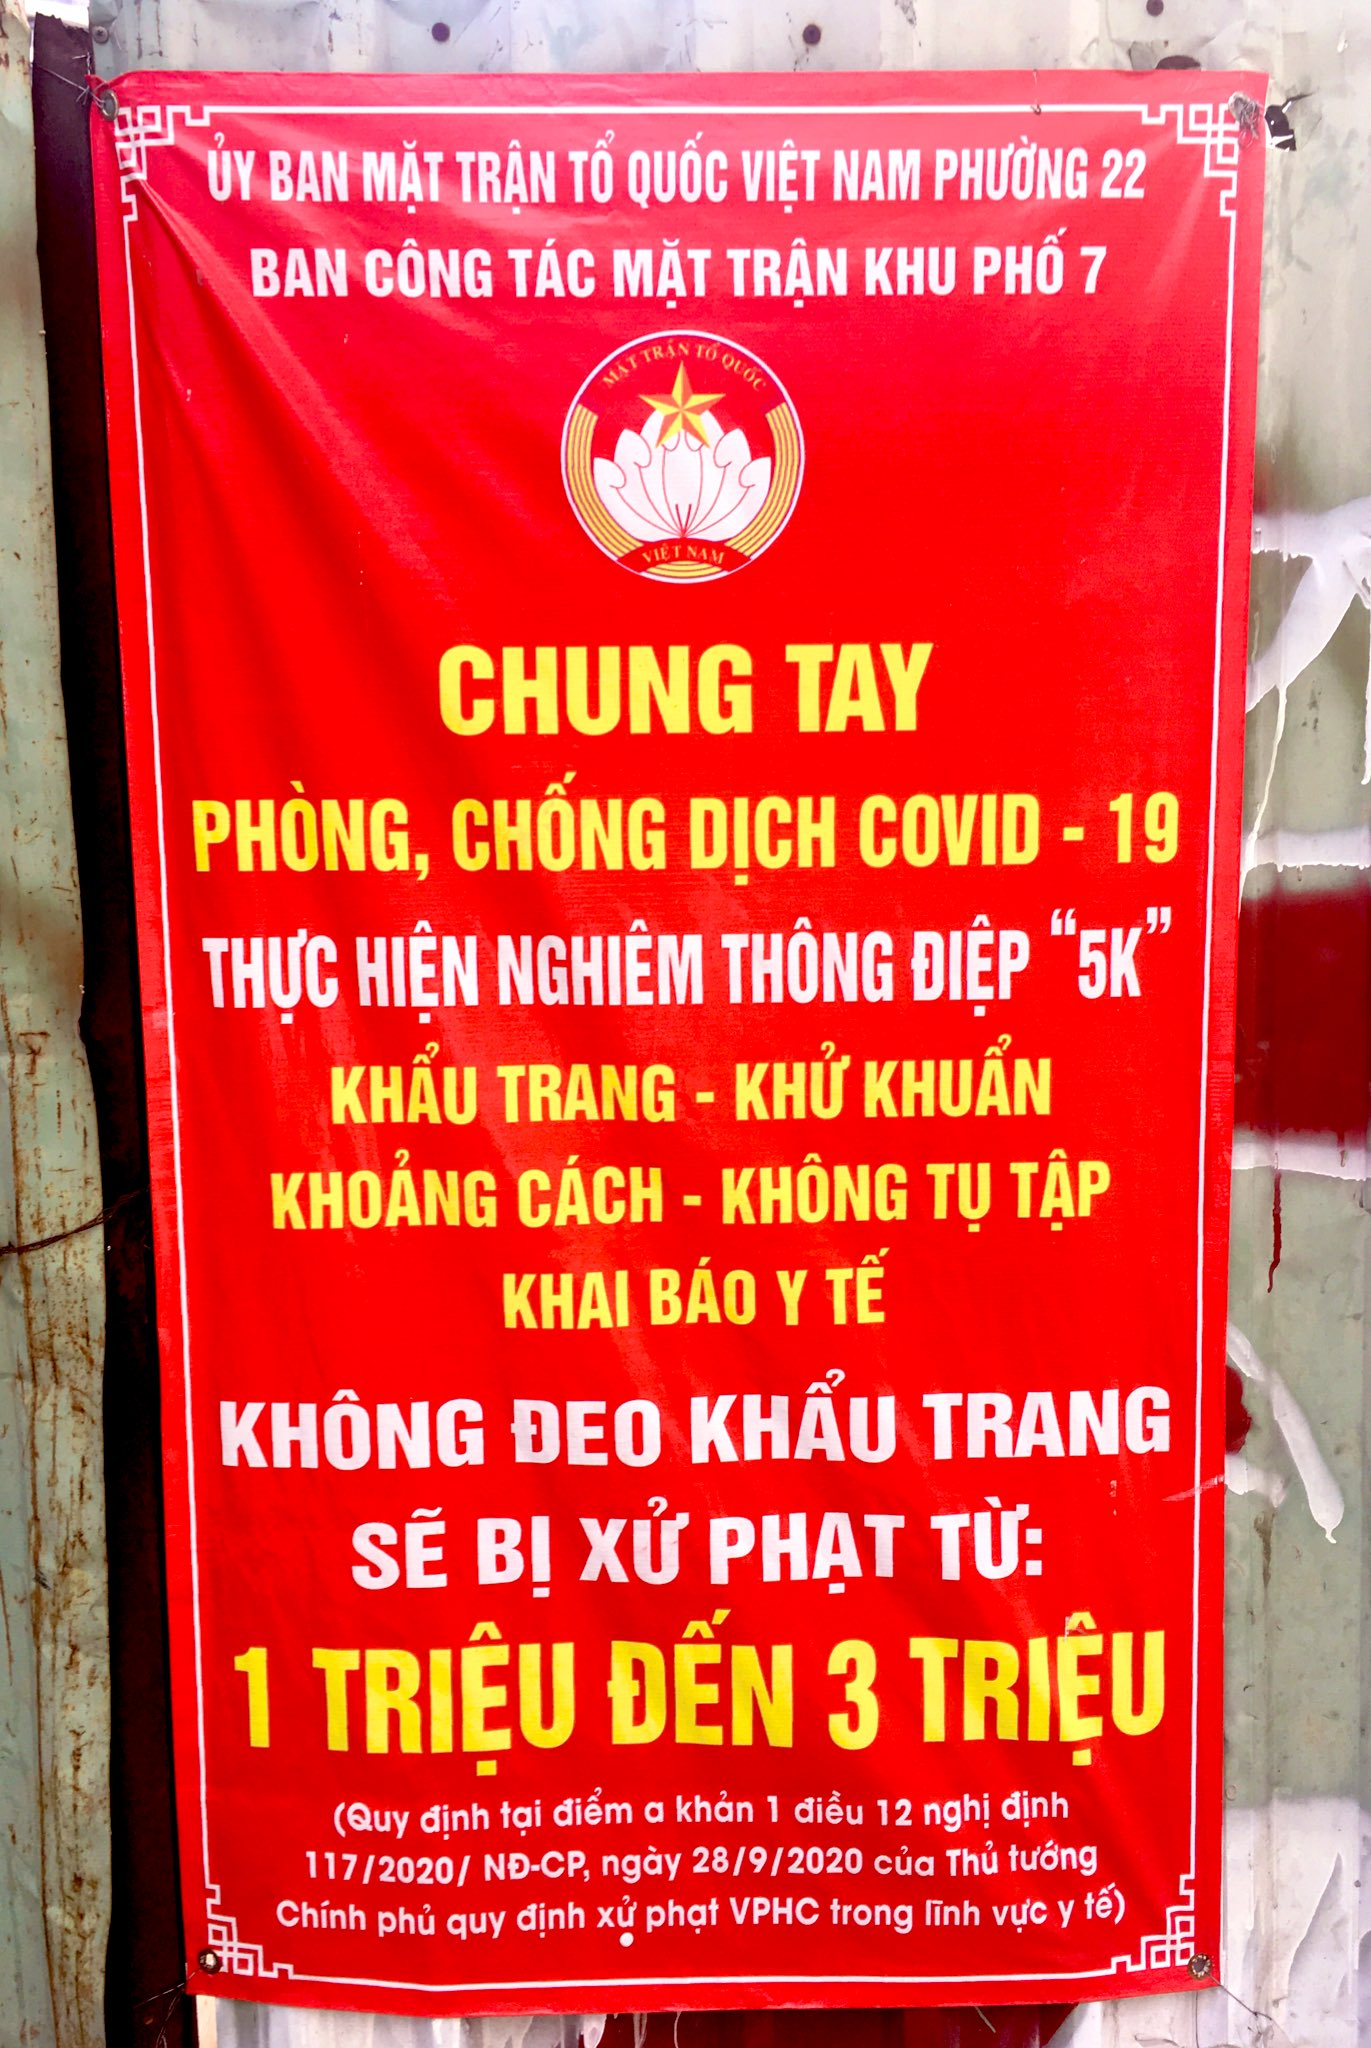 ỦY BAN MẶT TRẬN TỔ QUỐC VIỆT NAM PHƯỜNG 22
BAN CÔNG TÁC MẶT TRẬN KHU PHỐ 7
MẶT TRẬN TỔ QUỐC
VIỆT NAM
CHUNG TAY
PHÒNG, CHỐNG DỊCH COVID - 19
THỰC HIỆN NGHIÊM THÔNG ĐIỆP “5K”
KHẨU TRANG - KHỬ KHUẨN
KHOẢNG CÁCH - KHÔNG TỤ TẬP
KHAI BÁO Y TẾ
KHÔNG ĐEO KHẨU TRANG
SẼ BỊ XỬ PHẠT TỪ:
1 TRIỆU ĐẾN 3 TRIỆU
(Quy định tại điểm a khản 1 điều 12 nghị định
117/2020/ NĐ-CP, ngày 28/9/2020 của Thủ tướng
Chính phủ quy định xử phạt VPHC trong lĩnh vực y tế)